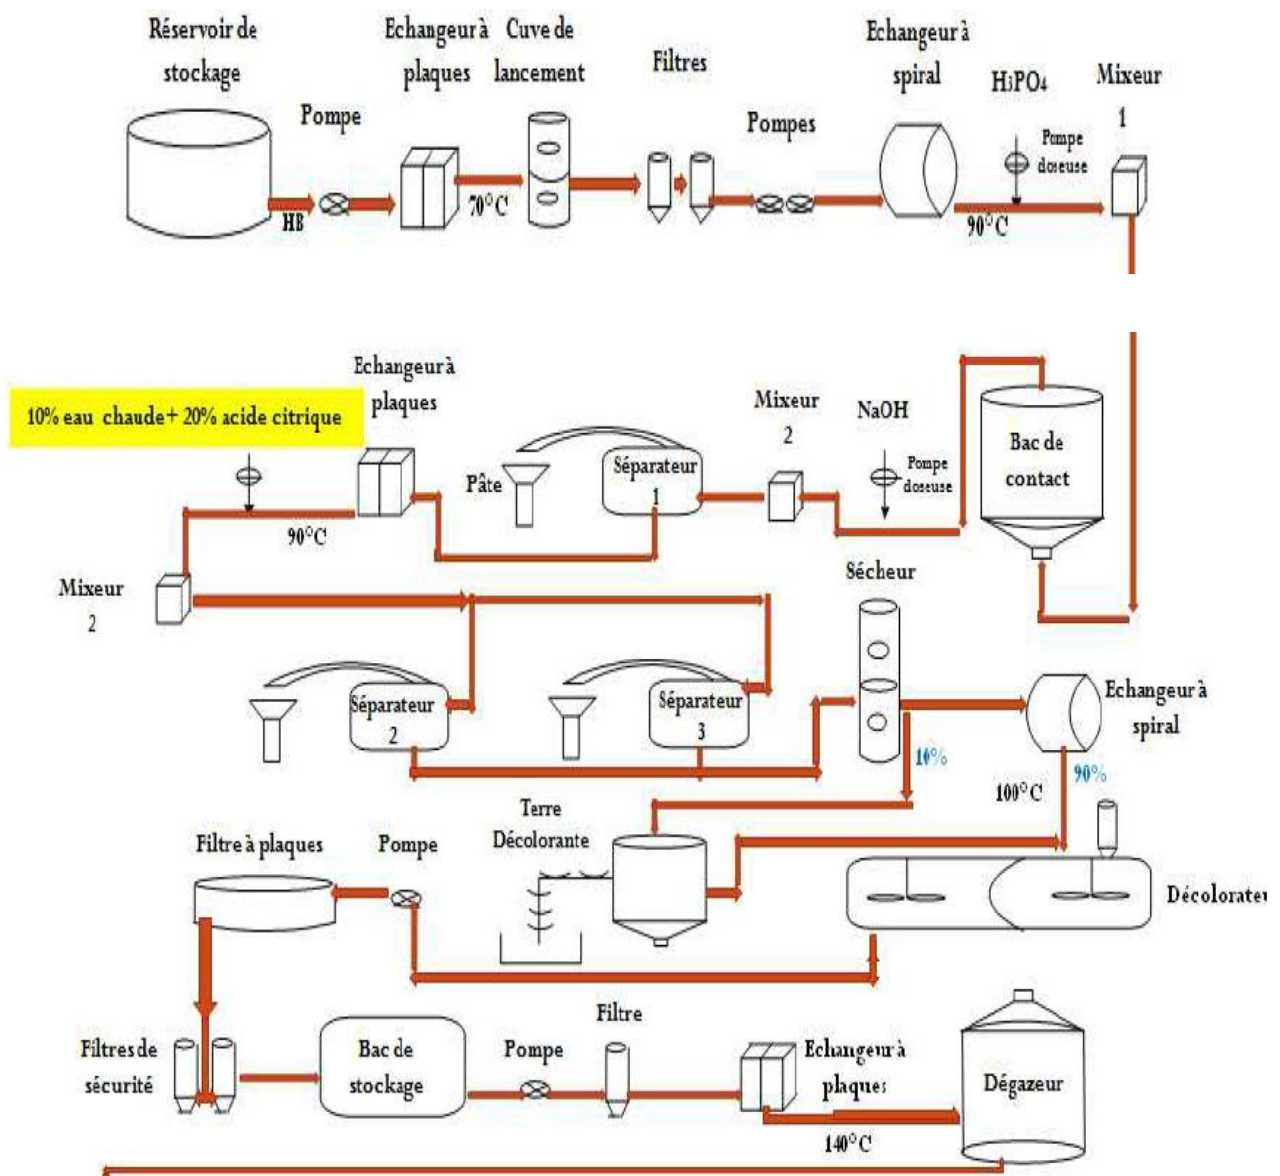 Réservoir de
stockage
Pompe
Echangeur à
plaques
Cuve de
lancement
Filtres
Pompes
Echangeur à
spiral
H₃PO4
Mixeur
1
Pompe
doseuse
HB
70°C
90°C
Echangeur à
plaques
10% eau chaude+ 20% acide citrique
Pâte
Séparateur
1
Mixeur
2
NaOH
Pompe
doseuse
Bac de
contact
90°C
Mixeur
2
Sécheur
Séparateur
2
Séparateur
3
Echangeur à
spiral
10%
100°C
90%
Terre
Décolorante
Filtre à plaques
Pompe
Décolorateu
Filtres de
sécurité
Bac de
stockage
Pompe
Filtre
Echangeur à
plaques
140°C
Dégazeur